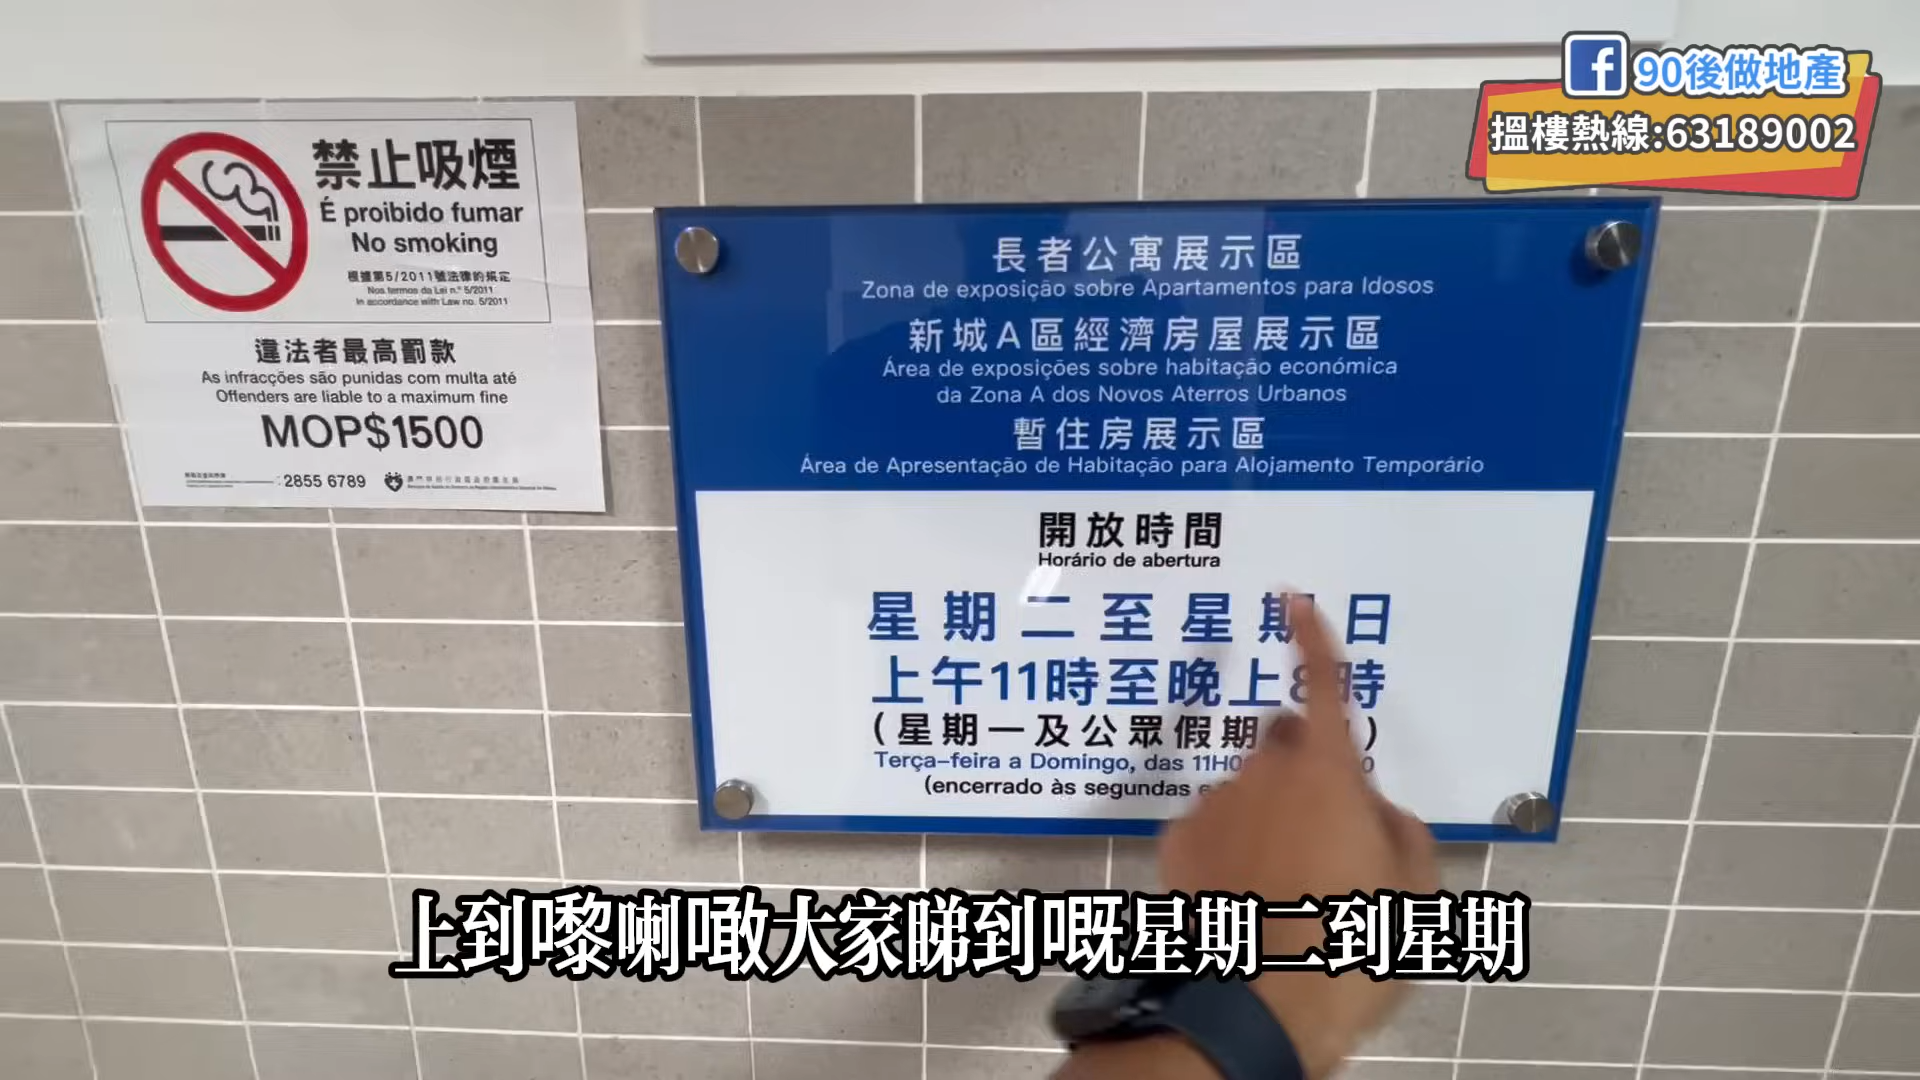 90後做地產
搵樓熱線:63189002
禁止吸煙
É proibido fumar
No smoking
根據第5/2011號法律的規定
Nos termos da Lei n.º 5/2011
In accordance with Law no. 5/2011
違法者最高罰款
As infracções são punidas com multa até
Offenders are liable to a maximum fine
MOP$1500
2855 6789
長者公寓展示區
Zona de exposição sobre Apartamentos para Idosos
新城A區經濟房屋展示區
Área de exposições sobre habitação económica
da Zona A dos Novos Aterros Urbanos
暫住房展示區
Área de Apresentação de Habitação para Alojamento Temporário
開放時間
Horário de abertura
星期二至星期日
上午11時至晚上8時
(星期一及公眾假期
Terça-feira a Domingo, das 11H0
(encerrado às segundas e
上到嚟喇噉大家睇到嘅星期二到星期